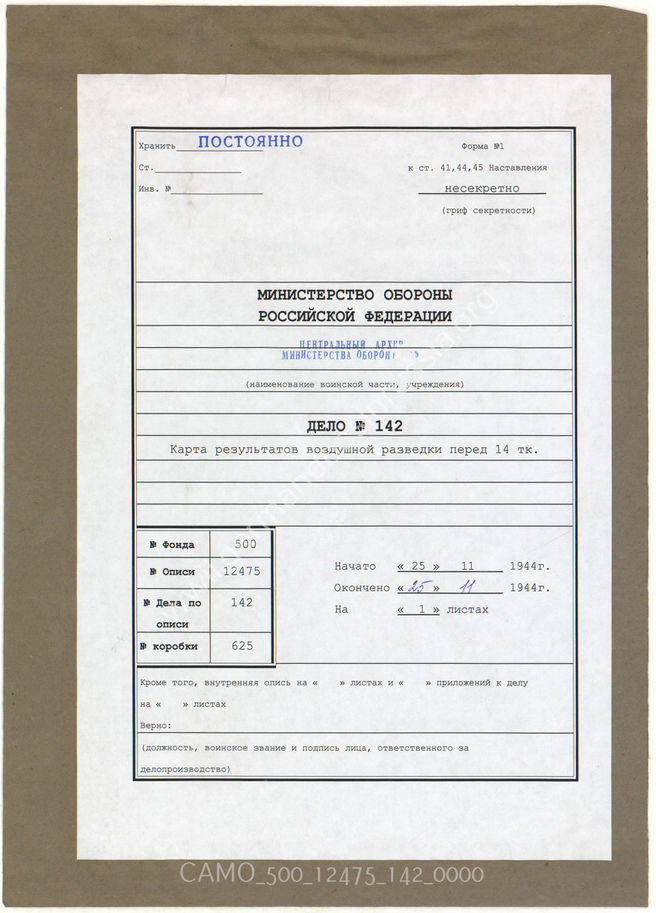 Хранить ПОСТОЯННО
Форма №1
Ст.
к ст. 41,44,45 Наставления
Инв. №
несекретно
(гриф секретности)
МИНИСТЕРСТВО ОБОРОНЫ
РОССИЙСКОЙ ФЕДЕРАЦИИ
ЦЕНТРАЛЬНЫЙ АРХИВ
МИНИСТЕРСТВА ОБОРОНЫ
(наименование воинской части, учреждения)
ДЕЛО № 142
Карта результатов воздушной разведки перед 14 тк.
№ Фонда 500
№ Описи 12475
№ Дела по описи 142
№ коробки 625
Начато « 25 » 11 1944г.
Окончено « 25 » 11 1944г.
На « 1 » листах
Кроме того, внутренняя опись на « » листах и « » приложений к делу
на « » листах
Верно:
(должность, воинское звание и подпись лица, ответственного за
делопроизводство)
CAMO_500_12475_142_0000